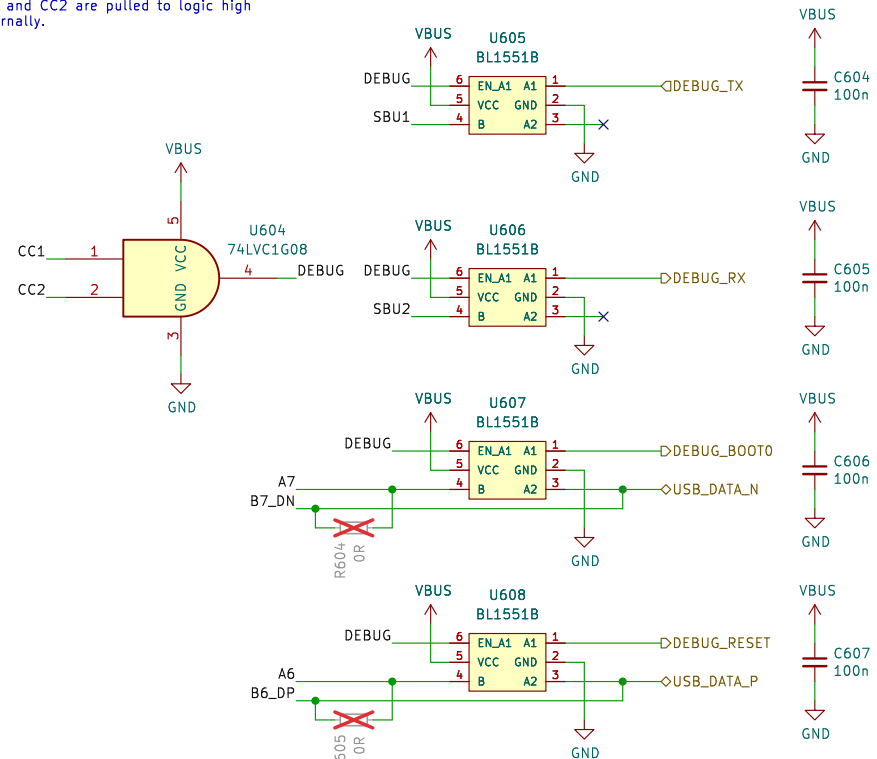 and CC2 are pulled to logic high
rnally.
VBUS
U605
BL1551B
DEBUG
6 EN_A1 A1 1
5 VCC GND 2
SBU1
4 B A2 3
DEBUG_TX
GND
VBUS
C604
100n
GND
VBUS
5
VCC
U604
74LVC1G08
CC1
1
CC2
2
4
DEBUG
GND
3
GND
VBUS
U606
BL1551B
DEBUG
6 EN_A1 A1 1
5 VCC GND 2
SBU2
4 B A2 3
DEBUG_RX
GND
VBUS
C605
100n
GND
VBUS
U607
BL1551B
DEBUG
6 EN_A1 A1 1
5 VCC GND 2
A7
4 B A2 3
B7_DN
DEBUG_BOOT0
USB_DATA_N
R604
0R
GND
VBUS
C606
100n
GND
VBUS
U608
BL1551B
DEBUG
6 EN_A1 A1 1
5 VCC GND 2
A6
4 B A2 3
B6_DP
DEBUG_RESET
USB_DATA_P
605
0R
GND
VBUS
C607
100n
GND